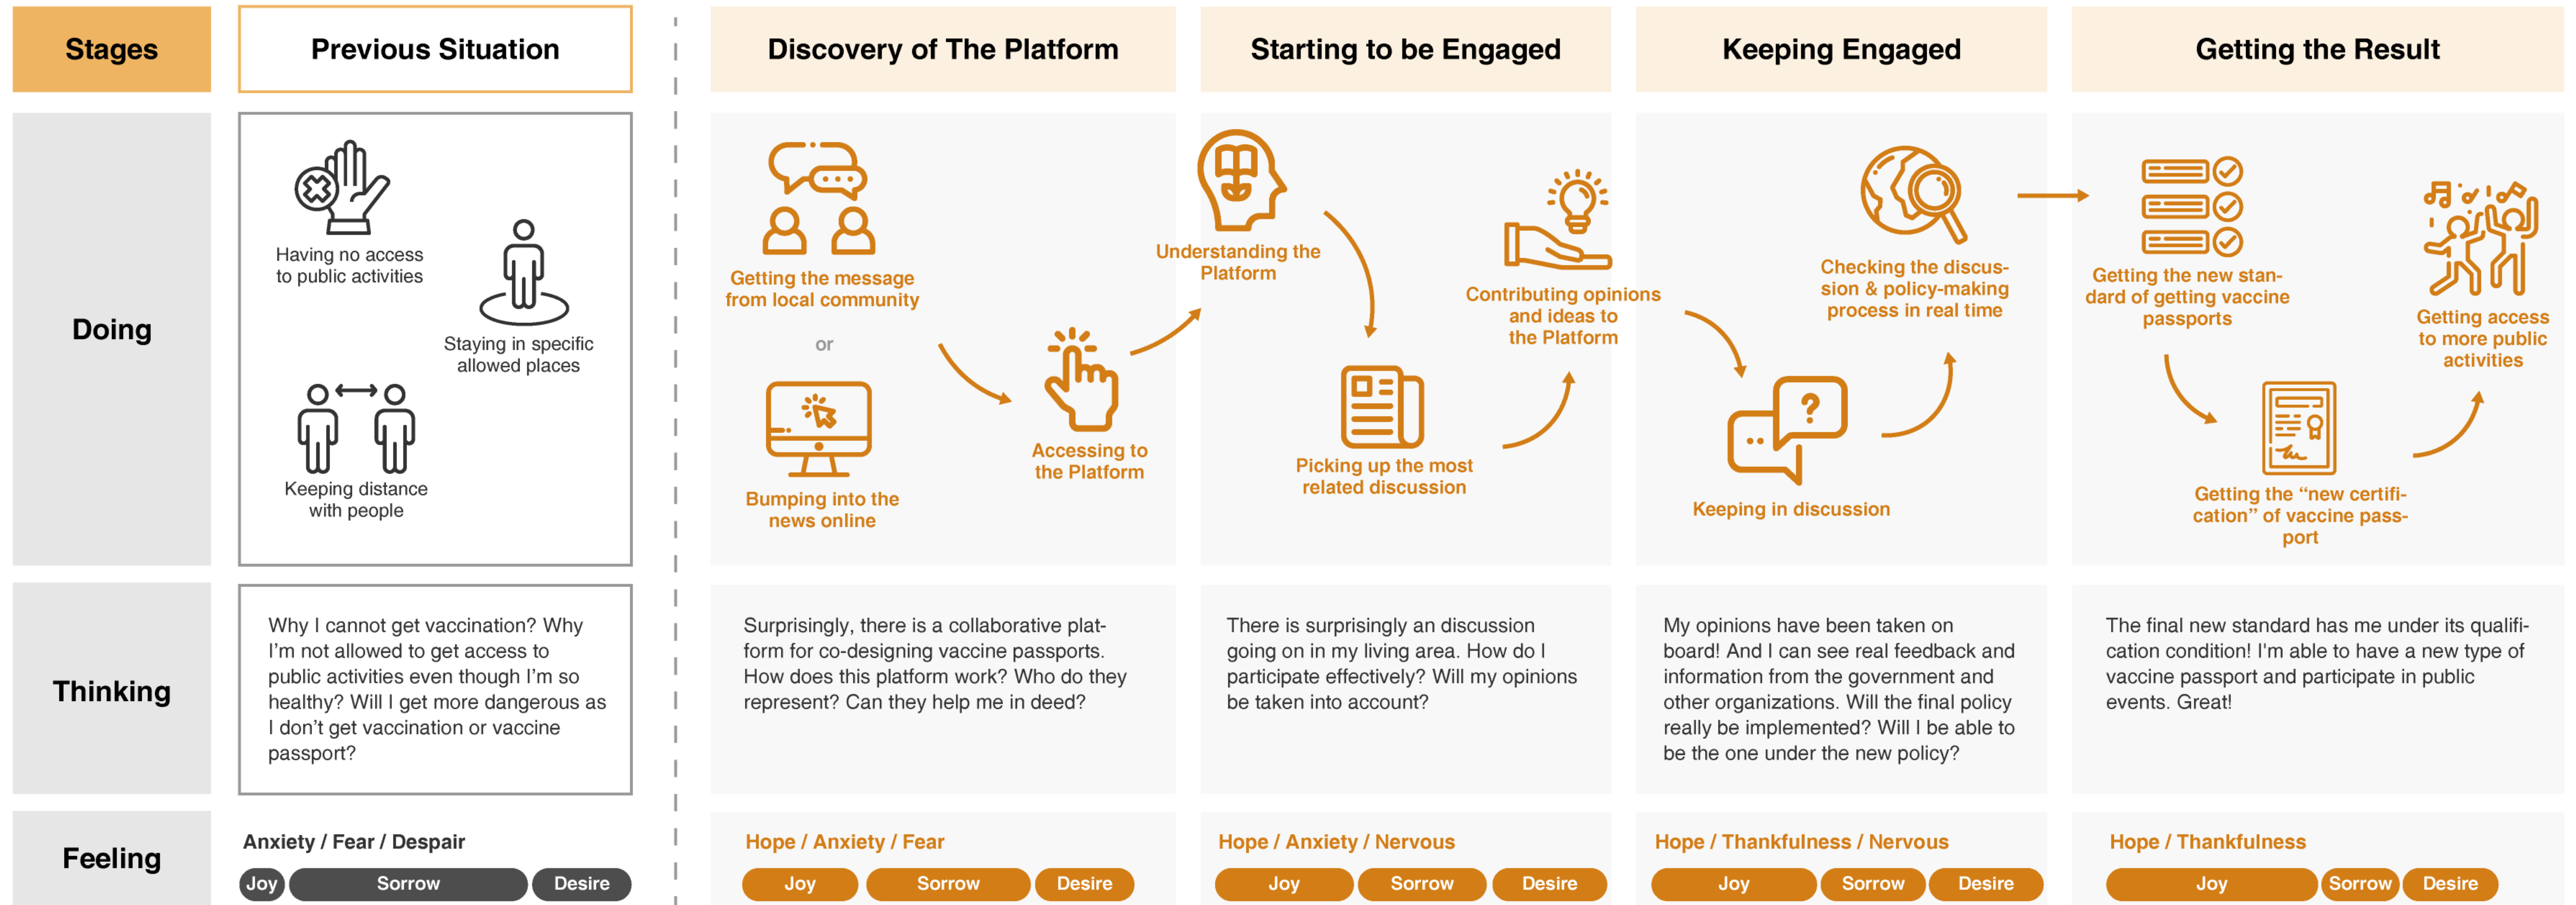 Stages
Previous Situation
Discovery of The Platform
Starting to be Engaged
Keeping Engaged
Getting the Result
Doing
Having no access
to public activities
Staying in specific
allowed places
Keeping distance
with people
Getting the message
from local community
or
Bumping into the
news online
Accessing to
the Platform
Understanding the
Platform
Picking up the most
related discussion
Contributing opinions
and ideas to
the Platform
?
Keeping in discussion
Checking the discus-
sion & policy-making
process in real time
Getting the new stan-
dard of getting vaccine
passports
Getting the “new certifi-
cation” of vaccine pass-
port
Getting access
to more public
activities
Thinking
Why I cannot get vaccination? Why
I’m not allowed to get access to
public activities even though I’m so
healthy? Will I get more dangerous as
I don’t get vaccination or vaccine
passport?
Surprisingly, there is a collaborative plat-
form for co-designing vaccine passports.
How does this platform work? Who do they
represent? Can they help me in deed?
There is surprisingly an discussion
going on in my living area. How do I
participate effectively? Will my opinions
be taken into account?
My opinions have been taken on
board! And I can see real feedback and
information from the government and
other organizations. Will the final policy
really be implemented? Will I be able to
be the one under the new policy?
The final new standard has me under its qualifi-
cation condition! I'm able to have a new type of
vaccine passport and participate in public
events. Great!
Feeling
Anxiety / Fear / Despair
Joy
Sorrow
Desire
Hope / Anxiety / Fear
Joy
Sorrow
Desire
Hope / Anxiety / Nervous
Joy
Sorrow
Desire
Hope / Thankfulness / Nervous
Joy
Sorrow
Desire
Hope / Thankfulness
Joy
Sorrow
Desire